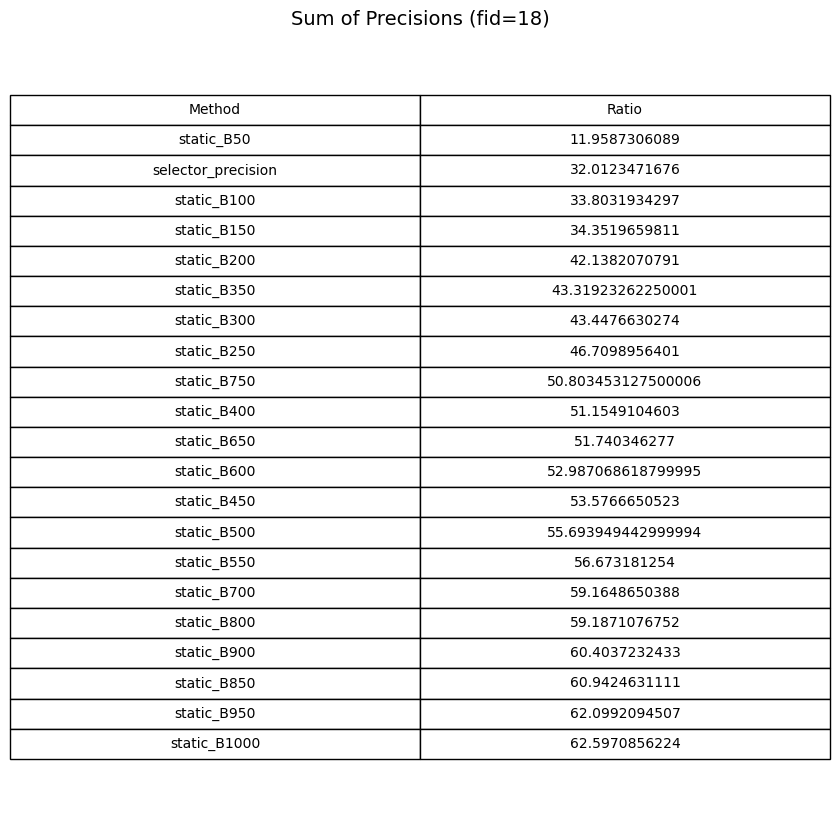 Sum of Precisions (fid=18)
Method Ratio
static_B50 11.9587306089
selector_precision 32.0123471676
static_B100 33.8031934297
static_B150 34.3519659811
static_B200 42.1382070791
static_B350 43.31923262250001
static_B300 43.4476630274
static_B250 46.7098956401
static_B750 50.803453127500006
static_B400 51.1549104603
static_B650 51.740346277
static_B600 52.987068618799995
static_B450 53.5766650523
static_B500 55.693949442999994
static_B550 56.673181254
static_B700 59.1648650388
static_B800 59.1871076752
static_B900 60.4037232433
static_B850 60.9424631111
static_B950 62.0992094507
static_B1000 62.5970856224